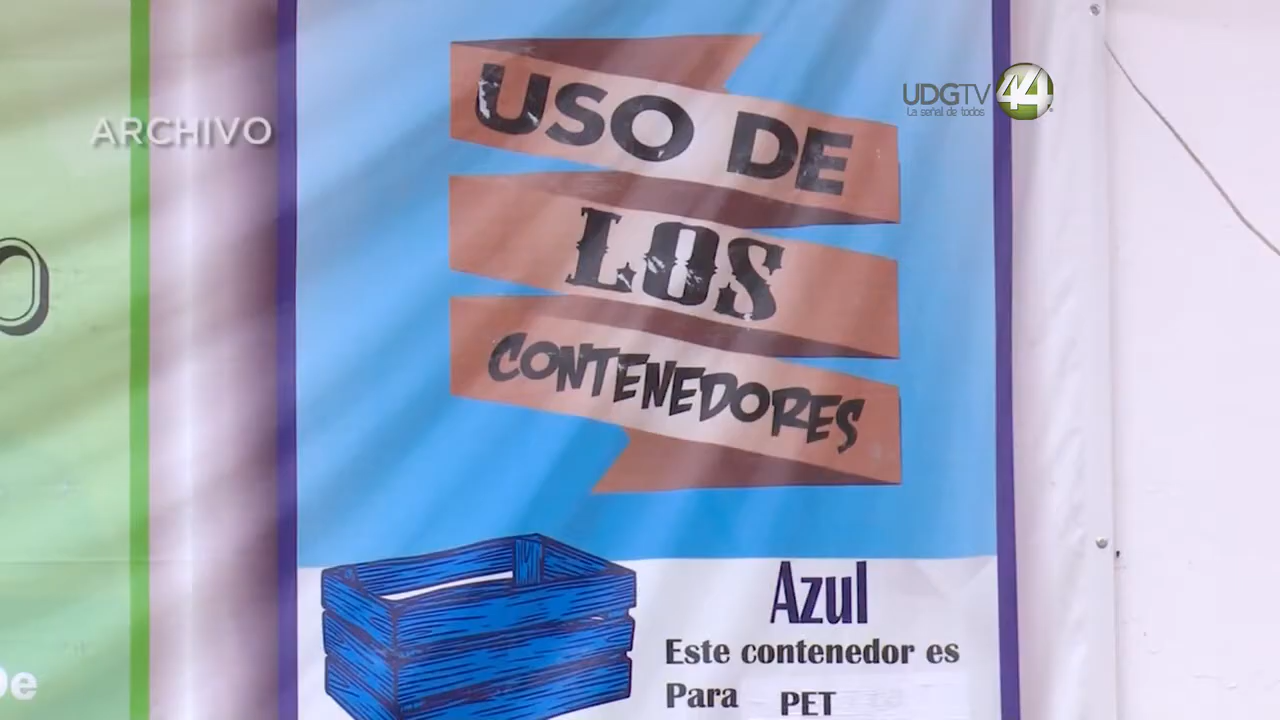 ARCHIVO
UDGTV 44
La señal de todos
USO DE
LOS
CONTENEDORES
Azul
Este contenedor es
Para PET